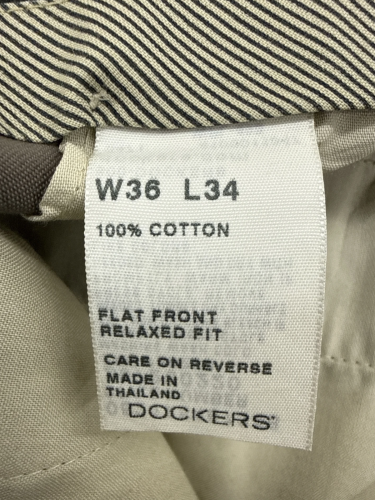 W36 L34
100% COTTON
FLAT FRONT
RELAXED FIT
CARE ON REVERSE
MADE IN
THAILAND
DOCKERS®